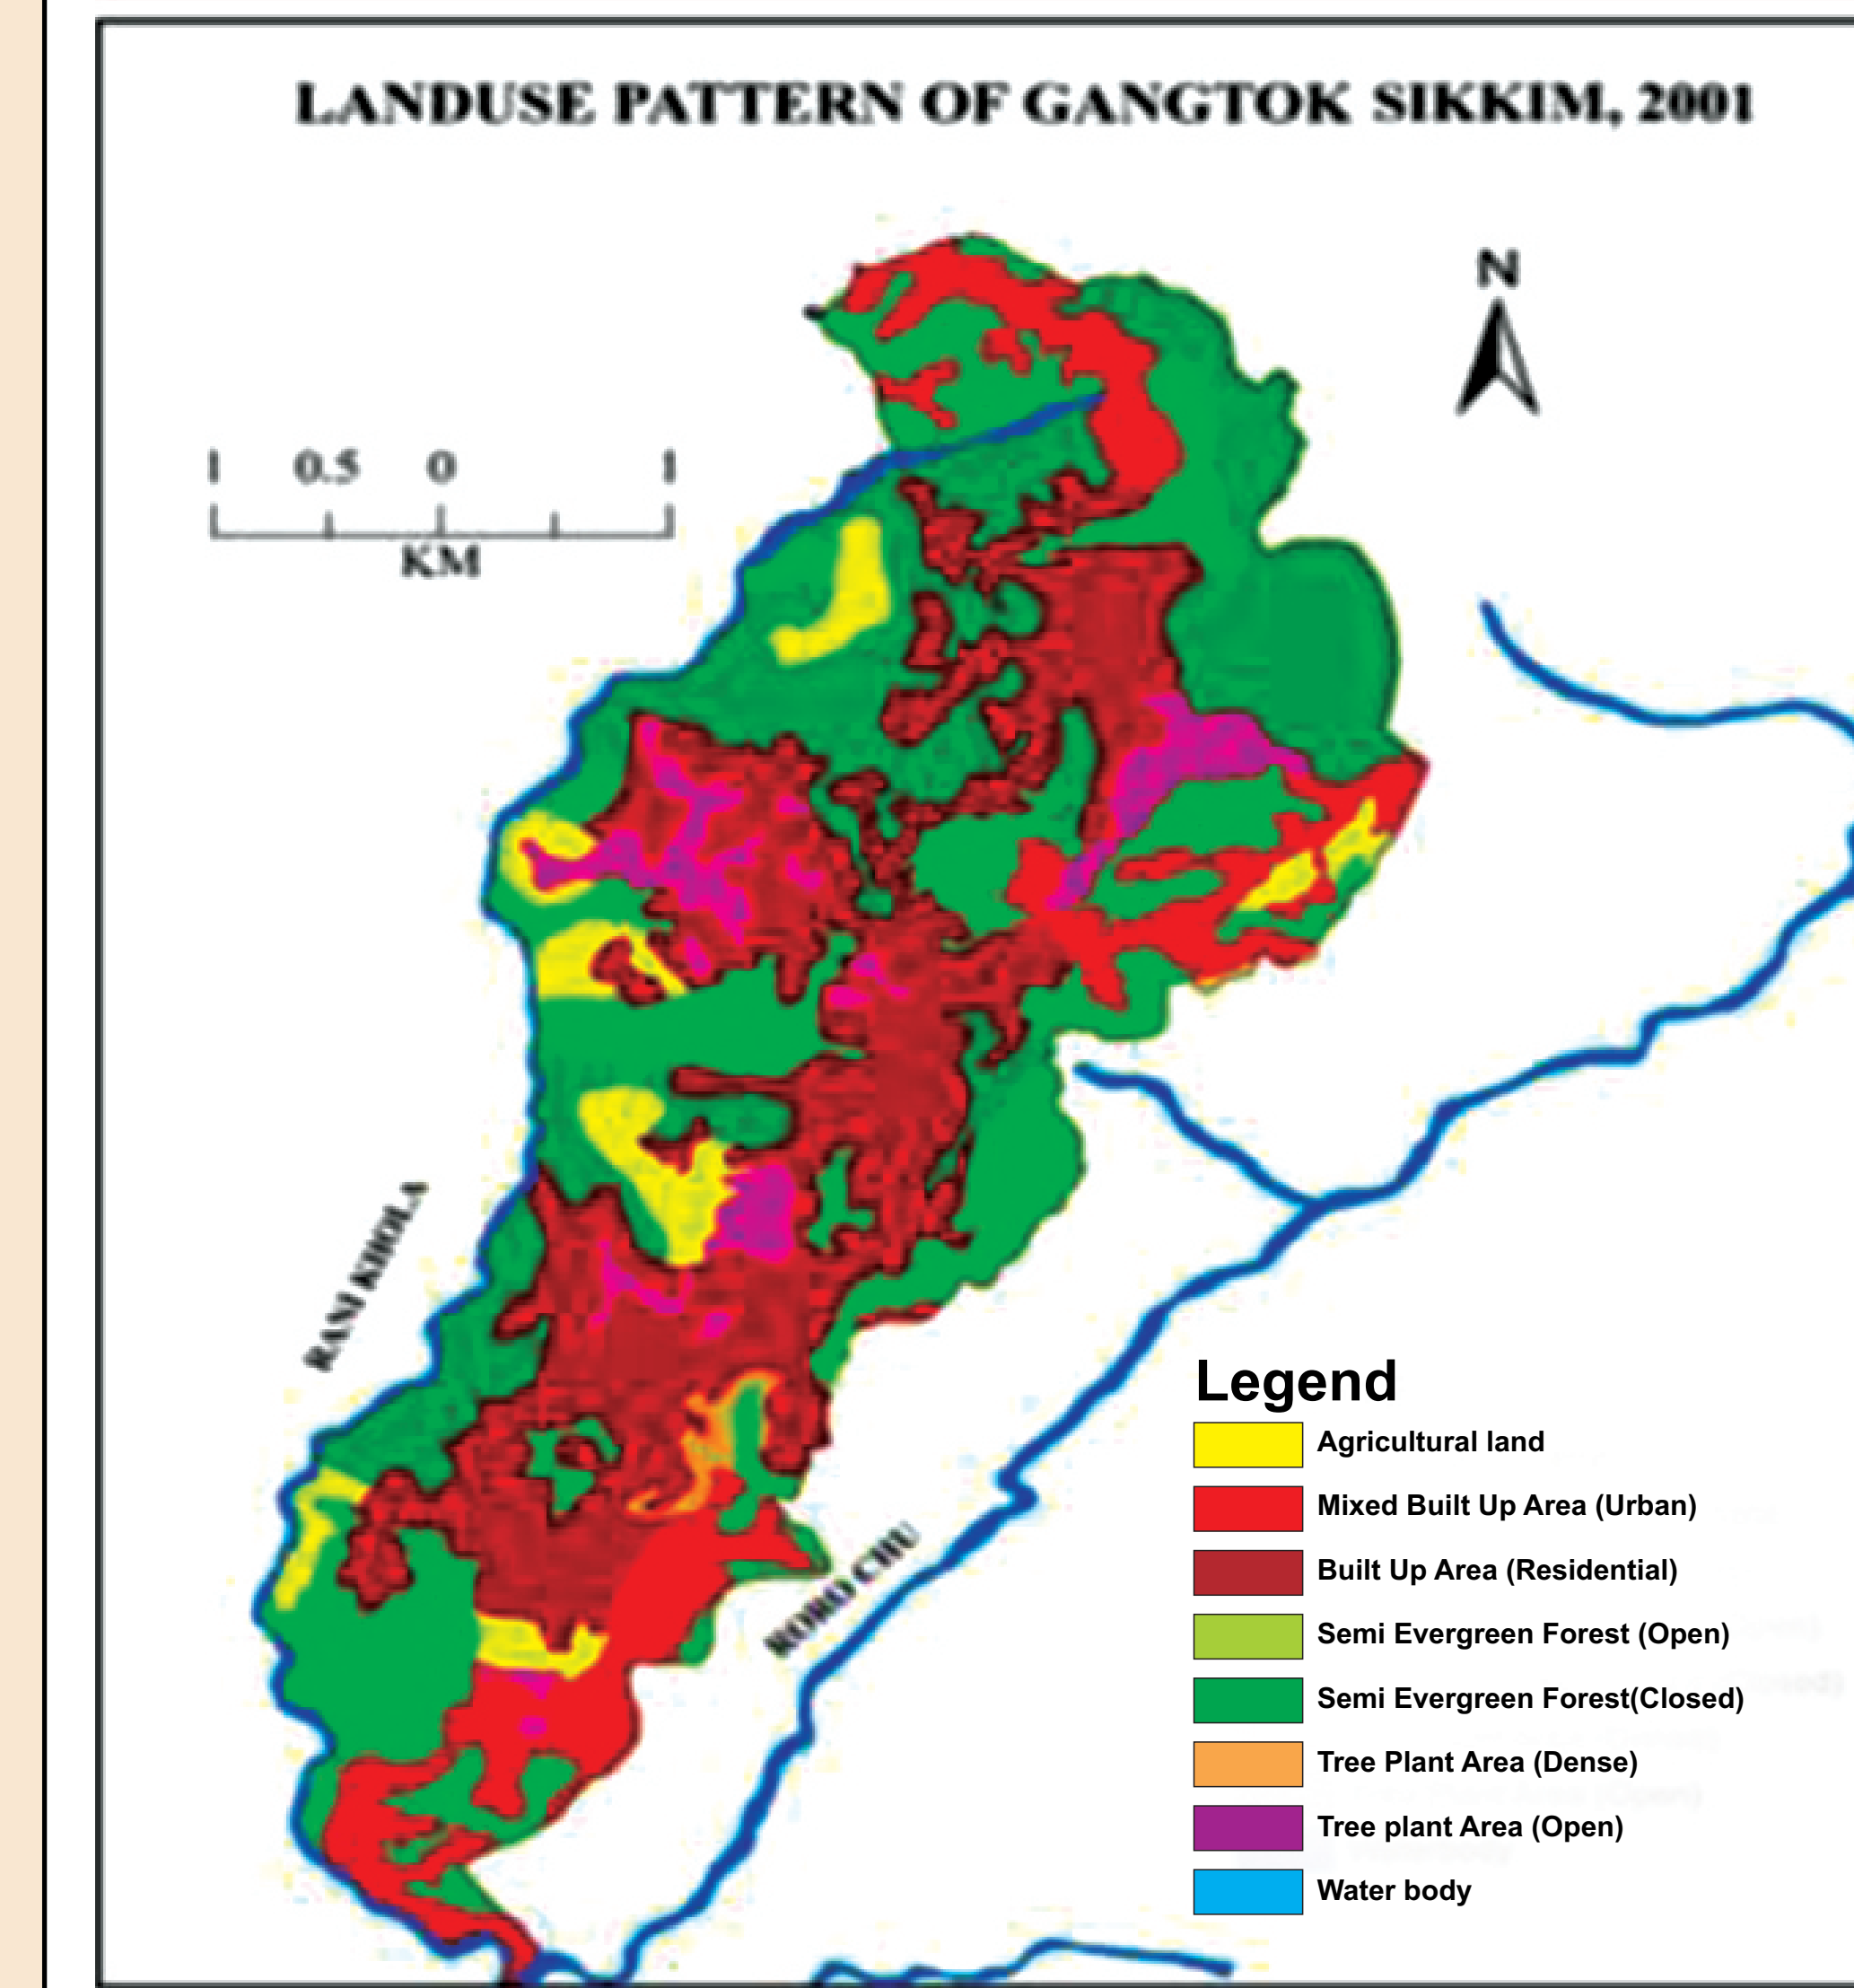 LANDUSE PATTERN OF GANGTOK SIKKIM, 2001
N
1 0.5 0 1
KM
RANI KHOLA
RORO CHU
Legend
Agricultural land
Mixed Built Up Area (Urban)
Built Up Area (Residential)
Semi Evergreen Forest (Open)
Semi Evergreen Forest(Closed)
Tree Plant Area (Dense)
Tree plant Area (Open)
Water body